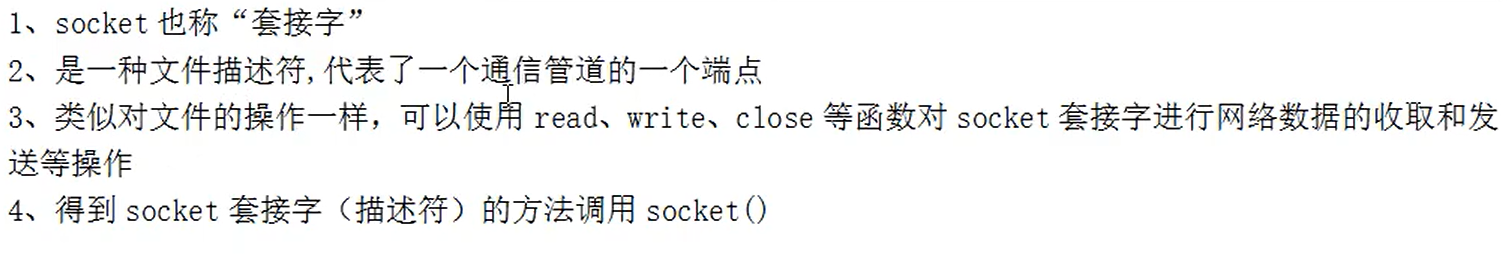 1、socket 也称“套接字”
2、是一种文件描述符,代表了一个通信管道的一个端点
3、类似对文件的操作一样，可以使用 read、write、close 等函数对 socket 套接字进行网络数据的收取和发
送等操作
4、得到 socket 套接字（描述符）的方法调用 socket()